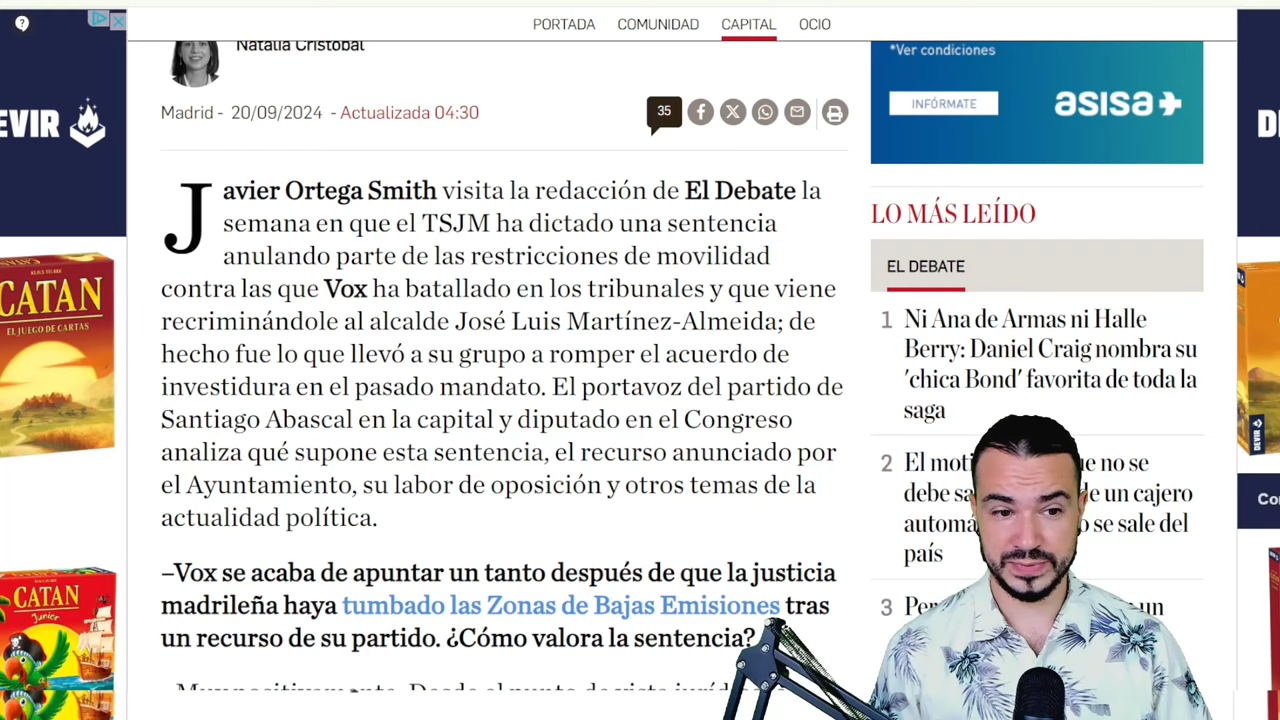 PORTADA COMUNIDAD CAPITAL OCIO
Natalia Cristóbal
Madrid - 20/09/2024 - Actualizada 04:30
35
Javier Ortega Smith visita la redacción de El Debate la
semana en que el TSJM ha dictado una sentencia
anulando parte de las restricciones de movilidad
contra las que Vox ha batallado en los tribunales y que viene
recriminándole al alcalde José Luis Martínez-Almeida; de
hecho fue lo que llevó a su grupo a romper el acuerdo de
investidura en el pasado mandato. El portavoz del partido de
Santiago Abascal en la capital y diputado en el Congreso
analiza qué supone esta sentencia, el recurso anunciado por
el Ayuntamiento, su labor de oposición y otros temas de la
actualidad política.
–Vox se acaba de apuntar un tanto después de que la justicia
madrileña haya tumbado las Zonas de Bajas Emisiones tras
un recurso de su partido. ¿Cómo valora la sentencia?
*Ver condiciones
INFÓRMATE
asisa+
LO MÁS LEÍDO
EL DEBATE
1 Ni Ana de Armas ni Halle
Berry: Daniel Craig nombra su
'chica Bond' favorita de toda la
saga
2 El ue no se
debe de un cajero
o se sale del
país
3 un
EVIR
CATAN
EL JUEGO DE CARTAS
CATAN
Junior
DEVIR